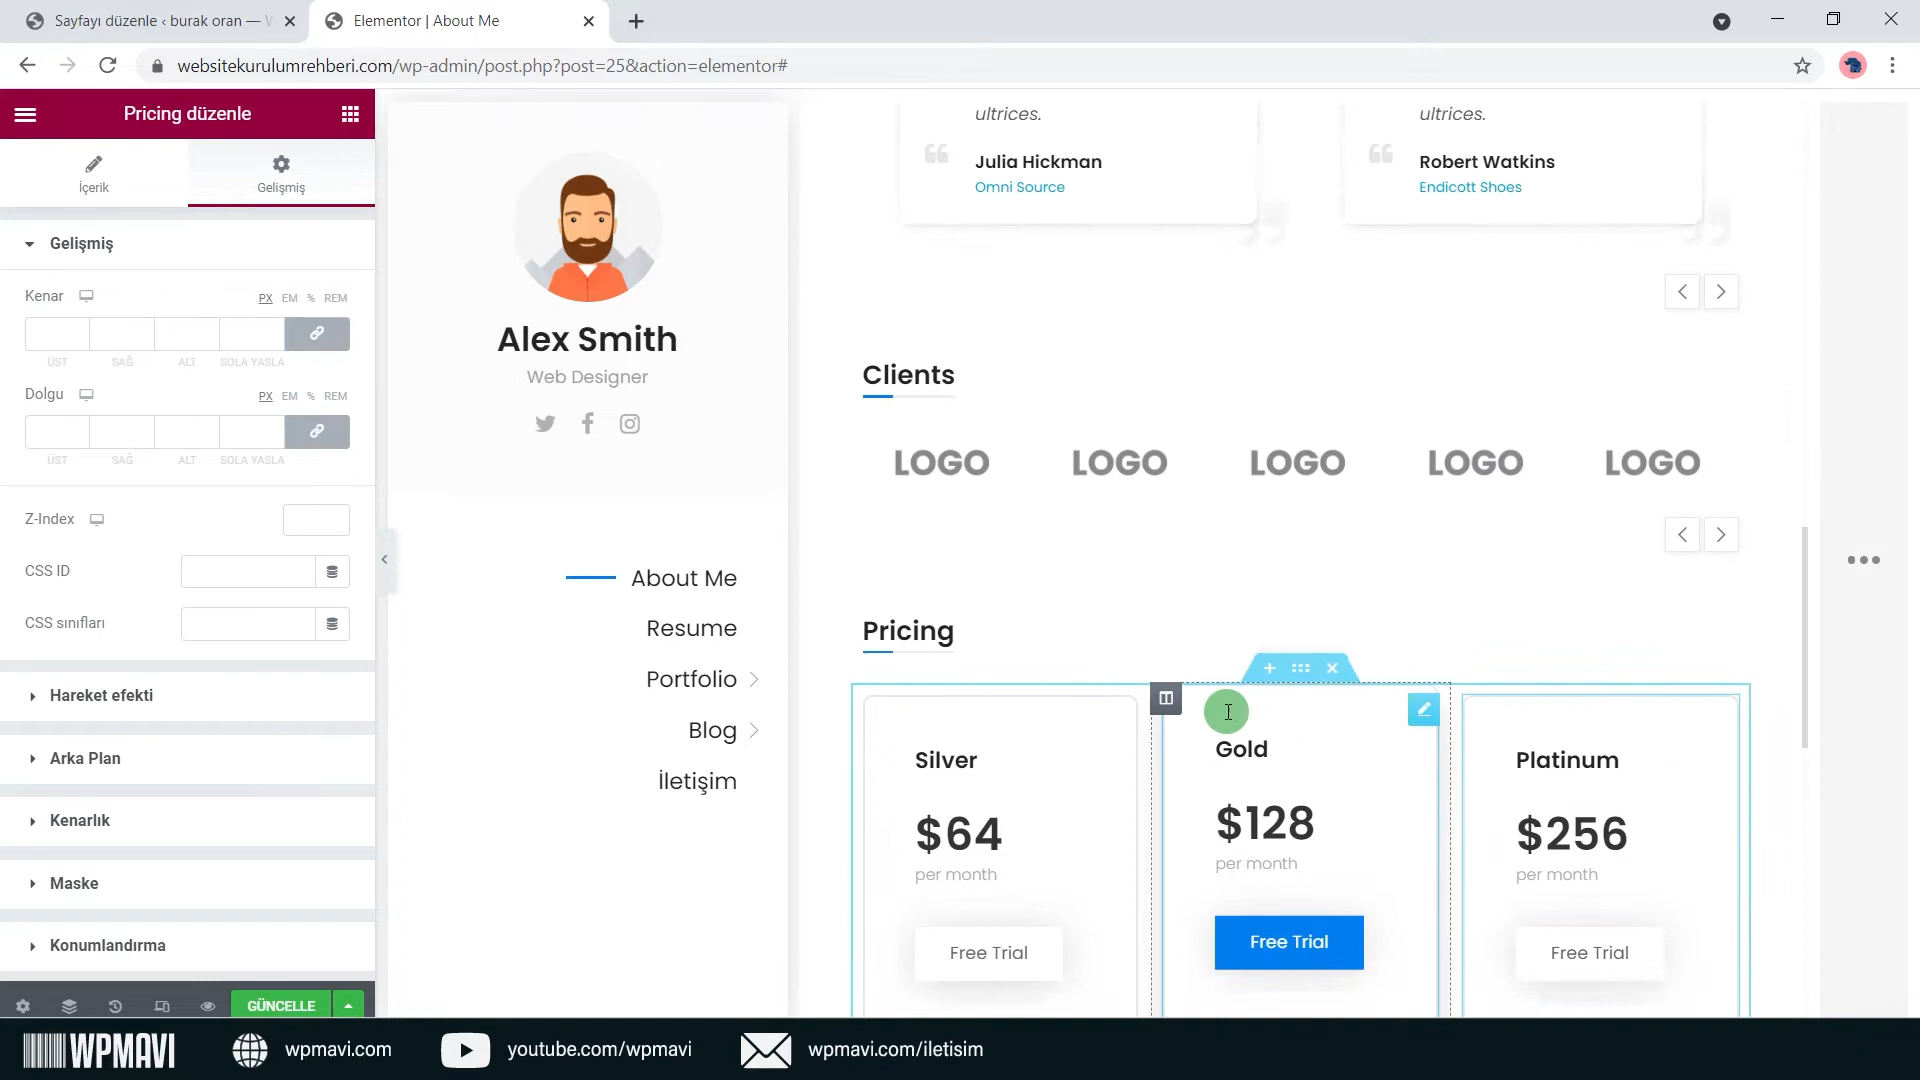 Sayfayı düzenle ‹ burak oran —
Elementor | About Me
websitekurulumrehberi.com/wp-admin/post.php?post=25&action=elementor#
Pricing düzenle
İçerik
Gelişmiş
Gelişmiş
Kenar
PX EM % REM
ÜST SAĞ ALT SOLA YASLA
Dolgu
PX EM % REM
ÜST SAĞ ALT SOLA YASLA
Z-Index
CSS ID
CSS sınıfları
Hareket efekti
Arka Plan
Kenarlık
Maske
Konumlandırma
GÜNCELLE
Alex Smith
Web Designer
About Me
Resume
Portfolio
Blog
İletişim
ultrices.
Julia Hickman
Omni Source
ultrices.
Robert Watkins
Endicott Shoes
Clients
LOGO LOGO LOGO LOGO LOGO
Pricing
Silver
$64
per month
Free Trial
Gold
$128
per month
Free Trial
Platinum
$256
per month
Free Trial
WPMAVI
wpmavi.com
youtube.com/wpmavi
wpmavi.com/iletisim